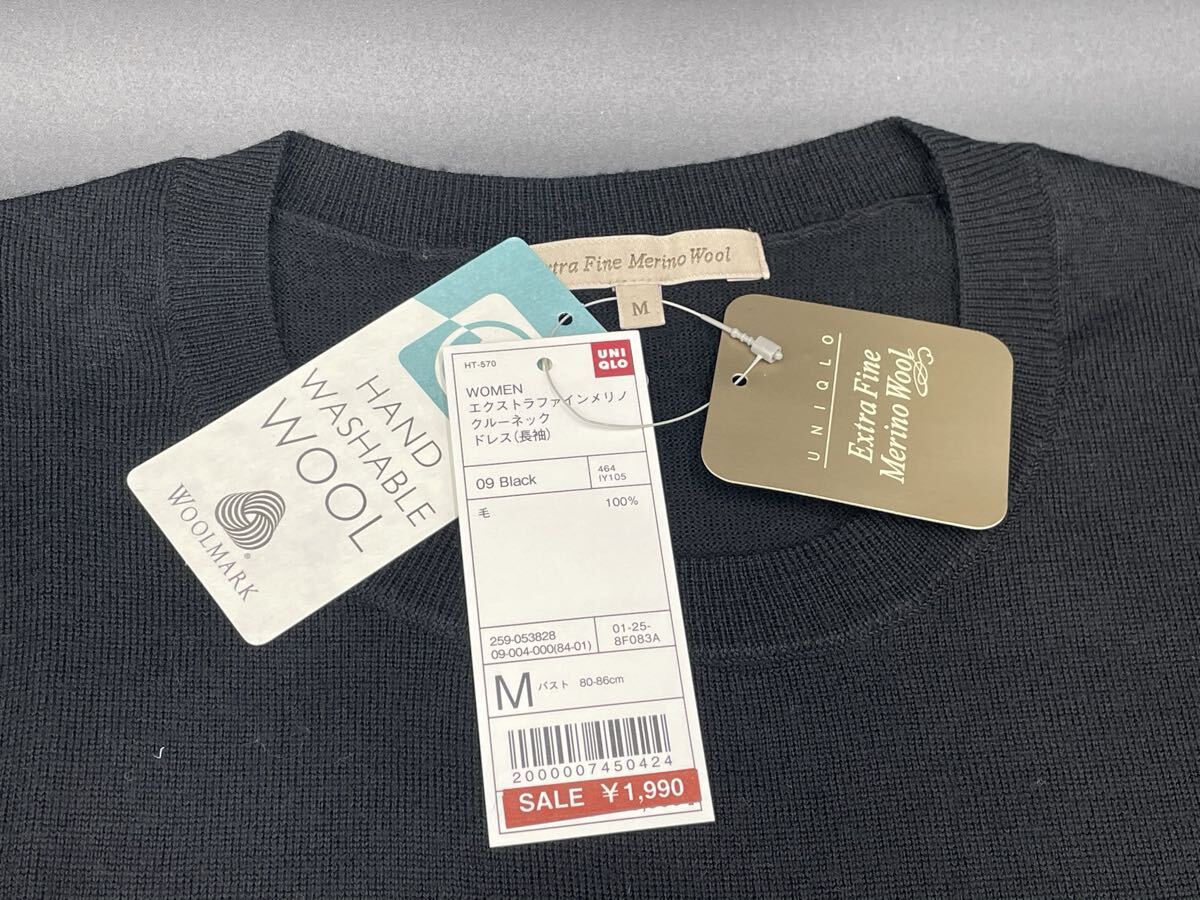 Extra Fine Merino Wool
M
HAND
WASHABLE
WOOL
WOOLMARK
HT-570
UNI
QLO
WOMEN
エクストラファインメリノ
クルーネック
ドレス(長袖)
09 Black
464
IY105
毛 100%
259-053828
09-004-000(84-01)
01-25-
8F083A
M バスト 80-86cm
2000007450424
SALE ¥1,990
UNIQLO
Extra Fine
Merino Wool